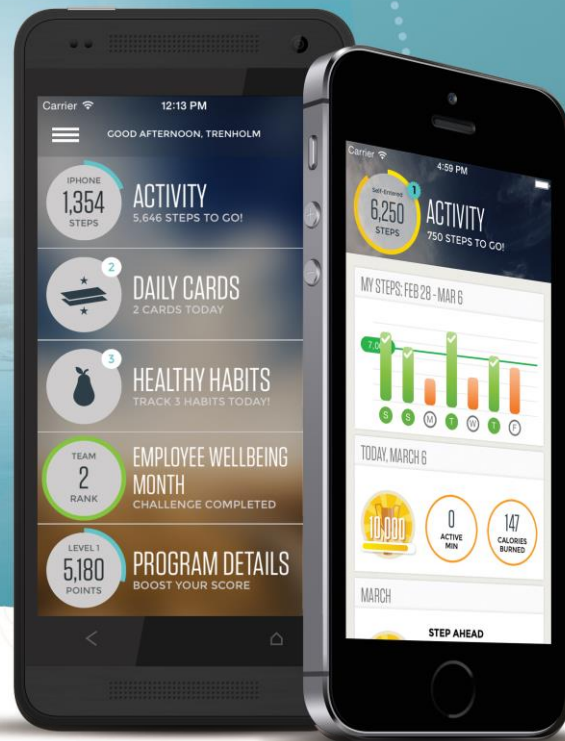 Carrier
12:13 PM
GOOD AFTERNOON, TRENHOLM
IPHONE
1,354
STEPS
ACTIVITY
5,646 STEPS TO GO!
2
DAILY CARDS
2 CARDS TODAY
3
HEALTHY HABITS
TRACK 3 HABITS TODAY!
TEAM
2
RANK
EMPLOYEE WELLBEING
MONTH
CHALLENGE COMPLETED
LEVEL 1
5,180
POINTS
PROGRAM DETAILS
BOOST YOUR SCORE
Carrier
4:59 PM
Self-Entered
6,250
STEPS
1
ACTIVITY
750 STEPS TO GO!
MY STEPS: FEB 28 - MAR 6
S S M T W T F
TODAY, MARCH 6
10,000
0
ACTIVE
MIN
147
CALORIES
BURNED
MARCH
STEP AHEAD